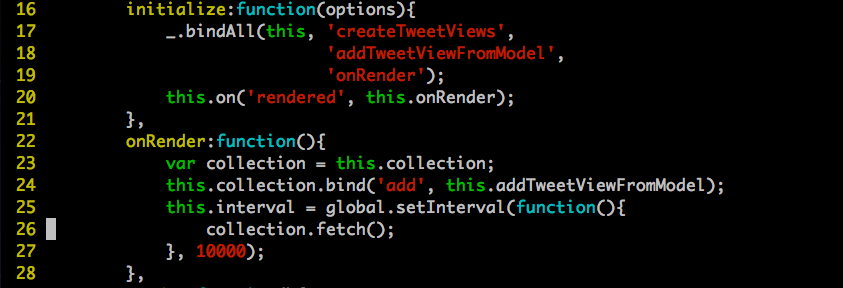 16         initialize:function(options){
17             _.bindAll(this, 'createTweetViews',
18                             'addTweetViewFromModel',
19                             'onRender');
20             this.on('rendered', this.onRender);
21         },
22         onRender:function(){
23             var collection = this.collection;
24             this.collection.bind('add', this.addTweetViewFromModel);
25             this.interval = global.setInterval(function(){
26                 collection.fetch();
27             }, 10000);
28         },